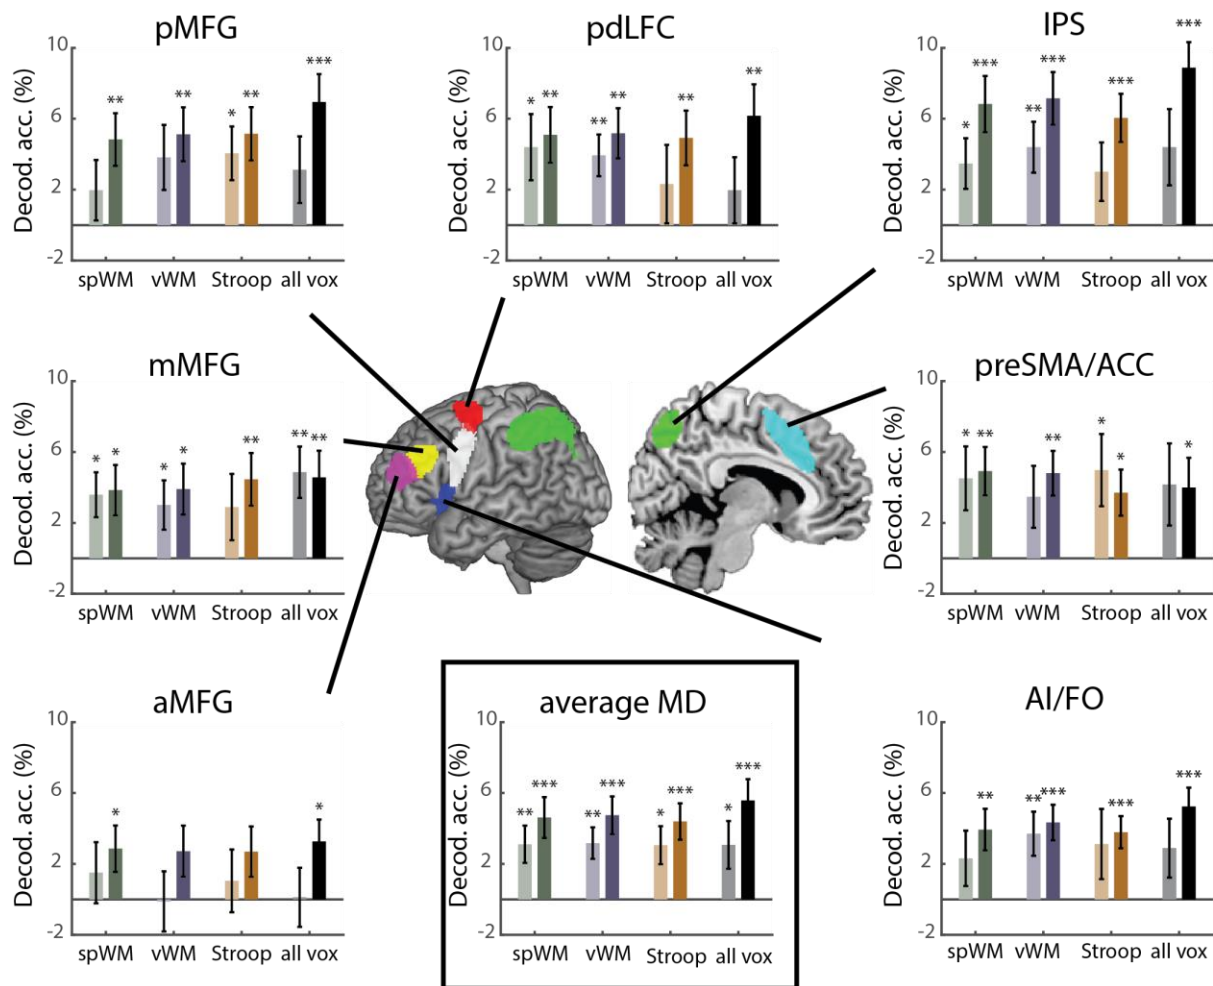 pMFG
Decod. acc. (%)
10
6
2
-2
* ** ** ** * ** ***
spWM vWM Stroop all vox
pdLFC
Decod. acc. (%)
10
6
2
-2
* ** ** ** ** **
spWM vWM Stroop all vox
IPS
Decod. acc. (%)
10
6
2
-2
* *** ** *** *** ***
spWM vWM Stroop all vox
mMFG
Decod. acc. (%)
10
6
2
-2
* * * * ** ** **
spWM vWM Stroop all vox
preSMA/ACC
Decod. acc. (%)
10
6
2
-2
* ** ** * * *
spWM vWM Stroop all vox
aMFG
Decod. acc. (%)
10
6
2
-2
* *
spWM vWM Stroop all vox
average MD
Decod. acc. (%)
10
6
2
-2
** *** ** *** * *** * ***
spWM vWM Stroop all vox
AI/FO
Decod. acc. (%)
10
6
2
-2
** ** *** *** ***
spWM vWM Stroop all vox